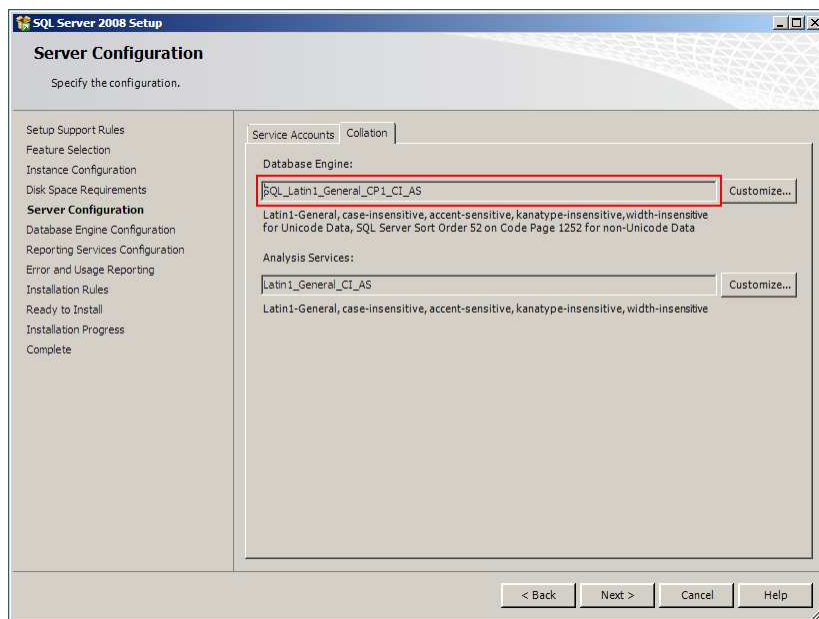 SQL Server 2008 Setup
Server Configuration
Specify the configuration.
Setup Support Rules
Feature Selection
Instance Configuration
Disk Space Requirements
Server Configuration
Database Engine Configuration
Reporting Services Configuration
Error and Usage Reporting
Installation Rules
Ready to Install
Installation Progress
Complete
Service Accounts
Collation
Database Engine:
SQL_Latin1_General_CP1_CI_AS
Customize...
Latin1-General, case-insensitive, accent-sensitive, kanatype-insensitive, width-insensitive
for Unicode Data, SQL Server Sort Order 52 on Code Page 1252 for non-Unicode Data
Analysis Services:
Latin1_General_CI_AS
Customize...
Latin1-General, case-insensitive, accent-sensitive, kanatype-insensitive, width-insensitive
< Back
Next >
Cancel
Help